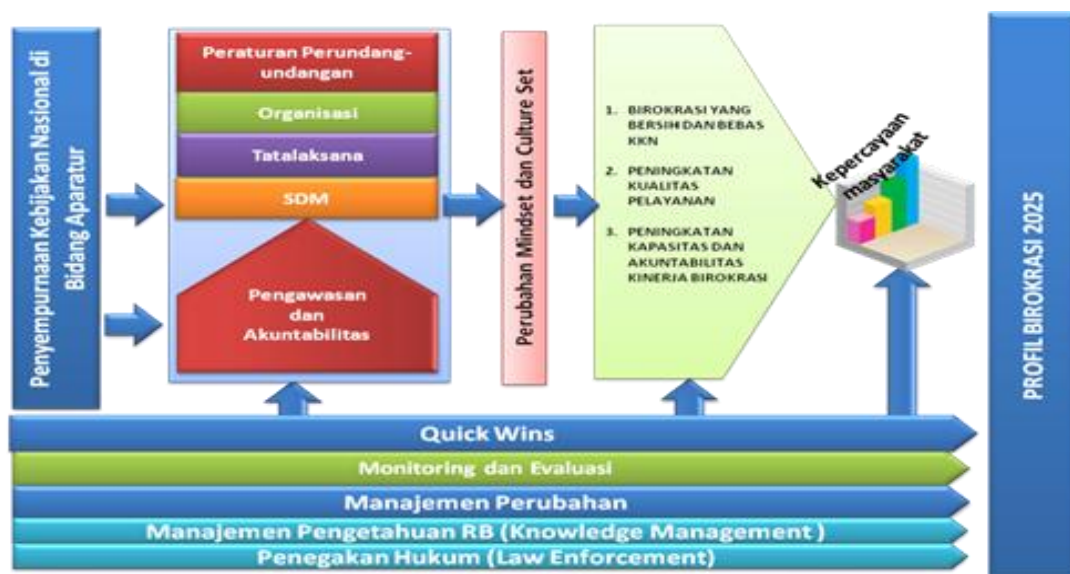 Penyempurnaan Kebijakan Nasional di
Bidang Aparatur
Peraturan Perundang-
undangan
Organisasi
Tatalaksana
SDM
Pengawasan
dan
Akuntabilitas
Perubahan Mindset dan Culture Set
1. BIROKRASI YANG
BERSIH DAN BEBAS
KKN
2. PENINGKATAN
KUALITAS
PELAYANAN
3. PENINGKATAN
KAPASITAS DAN
AKUNTABILITAS
KINERJA BIROKRASI
Kepercayaan
masyarakat
PROFIL BIROKRASI 2025
Quick Wins
Monitoring dan Evaluasi
Manajemen Perubahan
Manajemen Pengetahuan RB (Knowledge Management )
Penegakan Hukum (Law Enforcement)